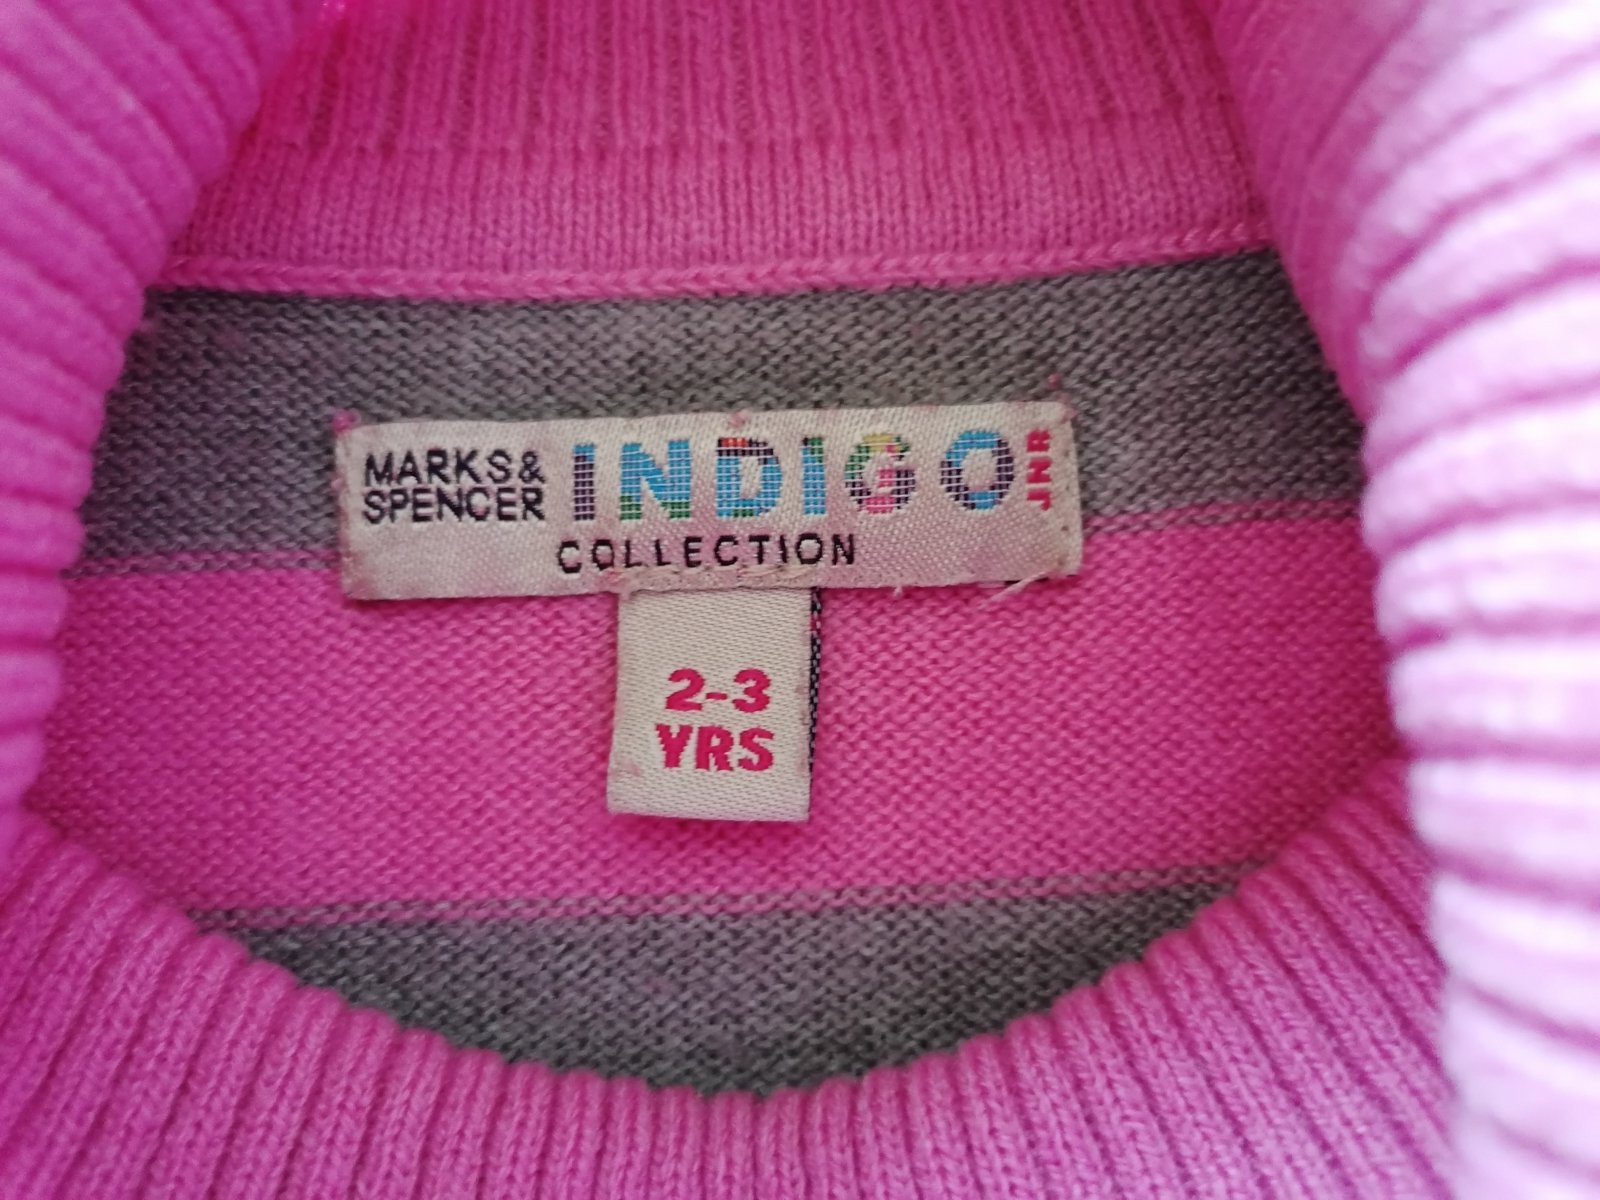 MARKS &
SPENCER
INDIGO JNR
COLLECTION
2-3
YRS